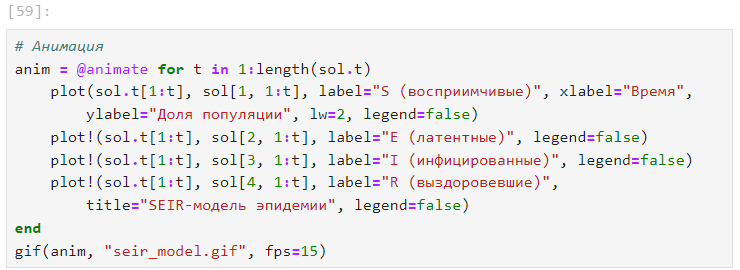 [59]:
# Анимация
anim = @animate for t in 1:length(sol.t)
    plot(sol.t[1:t], sol[1, 1:t], label="S (восприимчивые)", xlabel="Время",
        ylabel="Доля популяции", lw=2, legend=false)
    plot!(sol.t[1:t], sol[2, 1:t], label="E (латентные)", legend=false)
    plot!(sol.t[1:t], sol[3, 1:t], label="I (инфицированные)", legend=false)
    plot!(sol.t[1:t], sol[4, 1:t], label="R (выздоровевшие)",
        title="SEIR-модель эпидемии", legend=false)
end
gif(anim, "seir_model.gif", fps=15)